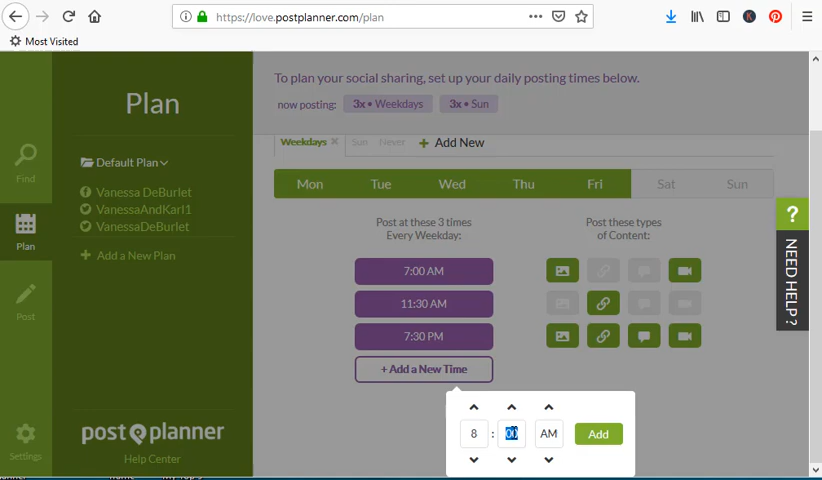 https://love.postplanner.com/plan
Most Visited
Find
Plan
Post
Settings
Plan
Default Plan
Vanessa DeBurlet
VanessaAndKarl1
VanessaDeBurlet
Add a New Plan
post planner
Help Center
To plan your social sharing, set up your daily posting times below.
now posting: 3x • Weekdays 3x • Sun
Weekdays × Sun Never + Add New
Mon Tue Wed Thu Fri Sat Sun
Post at these 3 times
Every Weekday:
Post these types
of Content:
7:00 AM
11:30 AM
7:30 PM
+ Add a New Time
8 : 00 AM Add
?
NEED HELP?